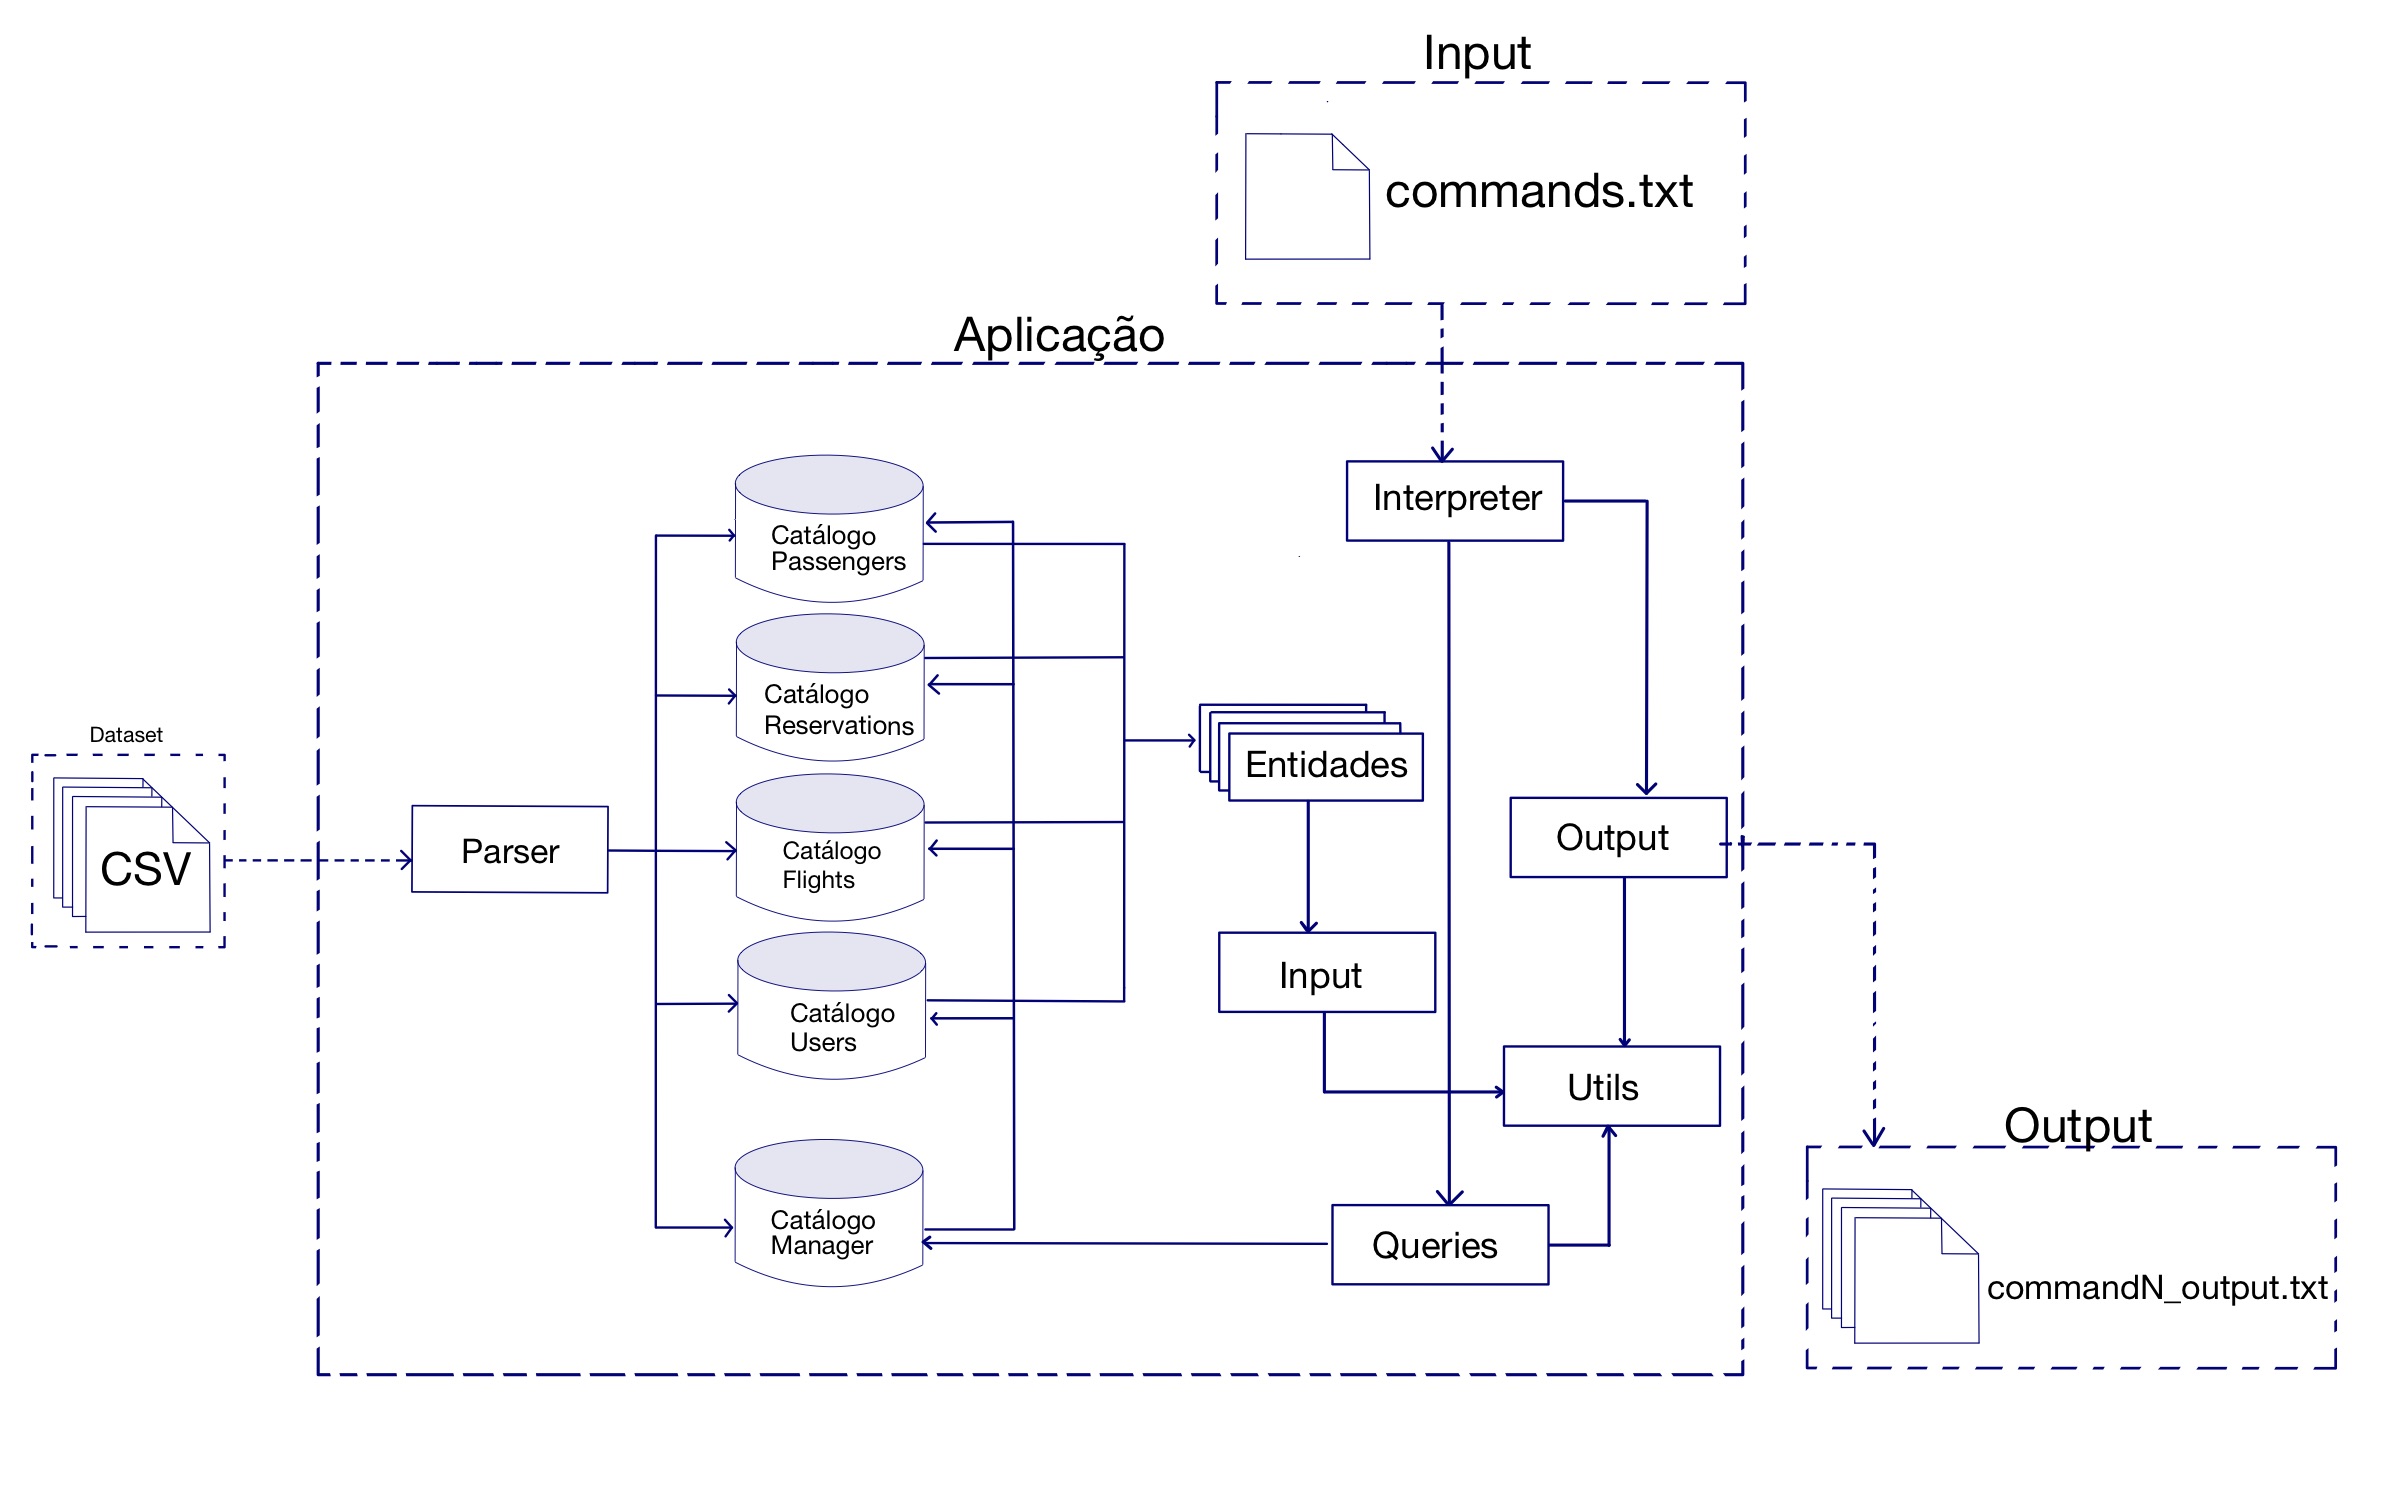 Input
commands.txt
Aplicação
Interpreter
Catálogo
Passengers
Catálogo
Reservations
Dataset
CSV
Parser
Catálogo
Flights
Entidades
Output
Input
Catálogo
Users
Utils
Catálogo
Manager
Queries
Output
commandN_output.txt